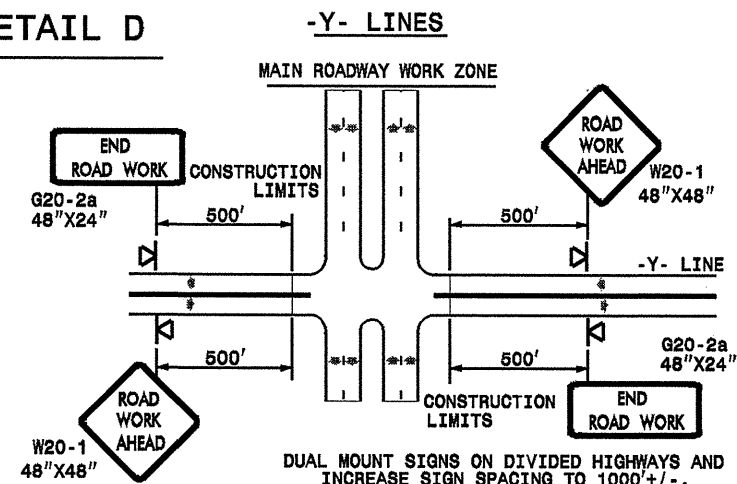 ETAIL D
-Y- LINES
MAIN ROADWAY WORK ZONE
END
ROAD WORK
G20-2a
48"X24"
CONSTRUCTION
LIMITS
500'
ROAD
WORK
AHEAD
W20-1
48"X48"
500'
-Y- LINE
500'
ROAD
WORK
AHEAD
W20-1
48"X48"
500'
CONSTRUCTION
LIMITS
G20-2a
48"X24"
END
ROAD WORK
DUAL MOUNT SIGNS ON DIVIDED HIGHWAYS AND
INCREASE SIGN SPACING TO 1000'+/-.